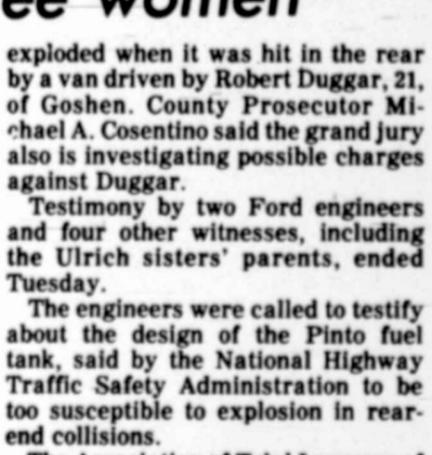 ee women
exploded when it was hit in the rear
by a van driven by Robert Duggar, 21,
of Goshen. County Prosecutor Mi-
chael A. Cosentino said the grand jury
also is investigating possible charges
against Duggar.
Testimony by two Ford engineers
and four other witnesses, including
the Ulrich sisters' parents, ended
Tuesday.
The engineers were called to testify
about the design of the Pinto fuel
tank, said by the National Highway
Traffic Safety Administration to be
too susceptible to explosion in rear-
end collisions.